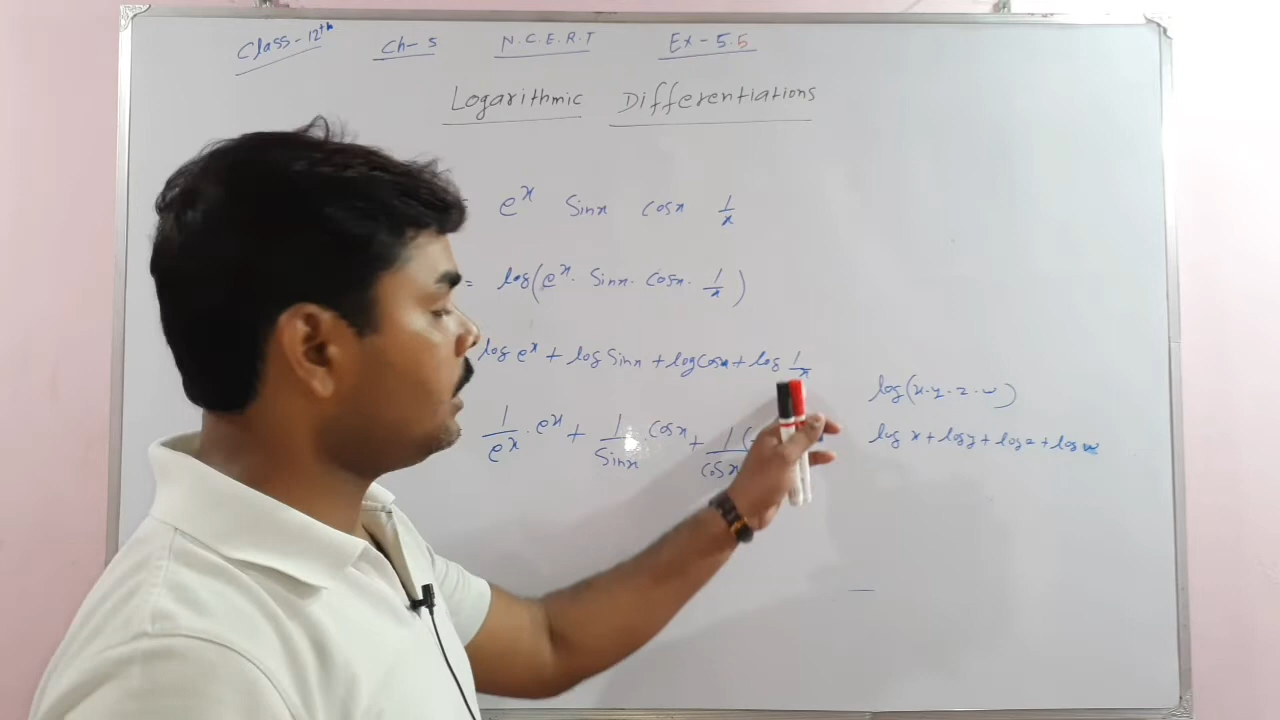 Class-12th Ch-5 N.C.E.R.T Ex-5.5
Logarithmic Differentiations
e^x Sinx cosx 1/x
= log(e^x. Sinx. Cosx. 1/x)
log e^x + log Sinx + log Cosx + log 1/x
log(x.y.z.w)
1/e^x . e^x + 1/Sinx . Cosx + 1/Cosx (-
log x + log y + log z + log w